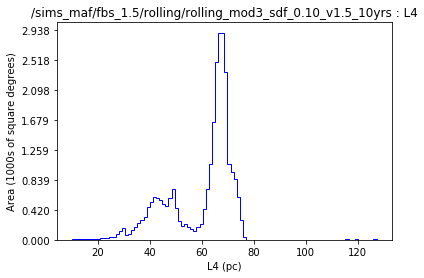 /sims_maf/fbs_1.5/rolling/rolling_mod3_sdf_0.10_v1.5_10yrs : L4
Area (1000s of square degrees)
2.938
2.518
2.098
1.679
1.259
0.839
0.420
0.000
20 40 60 80 100 120
L4 (pc)